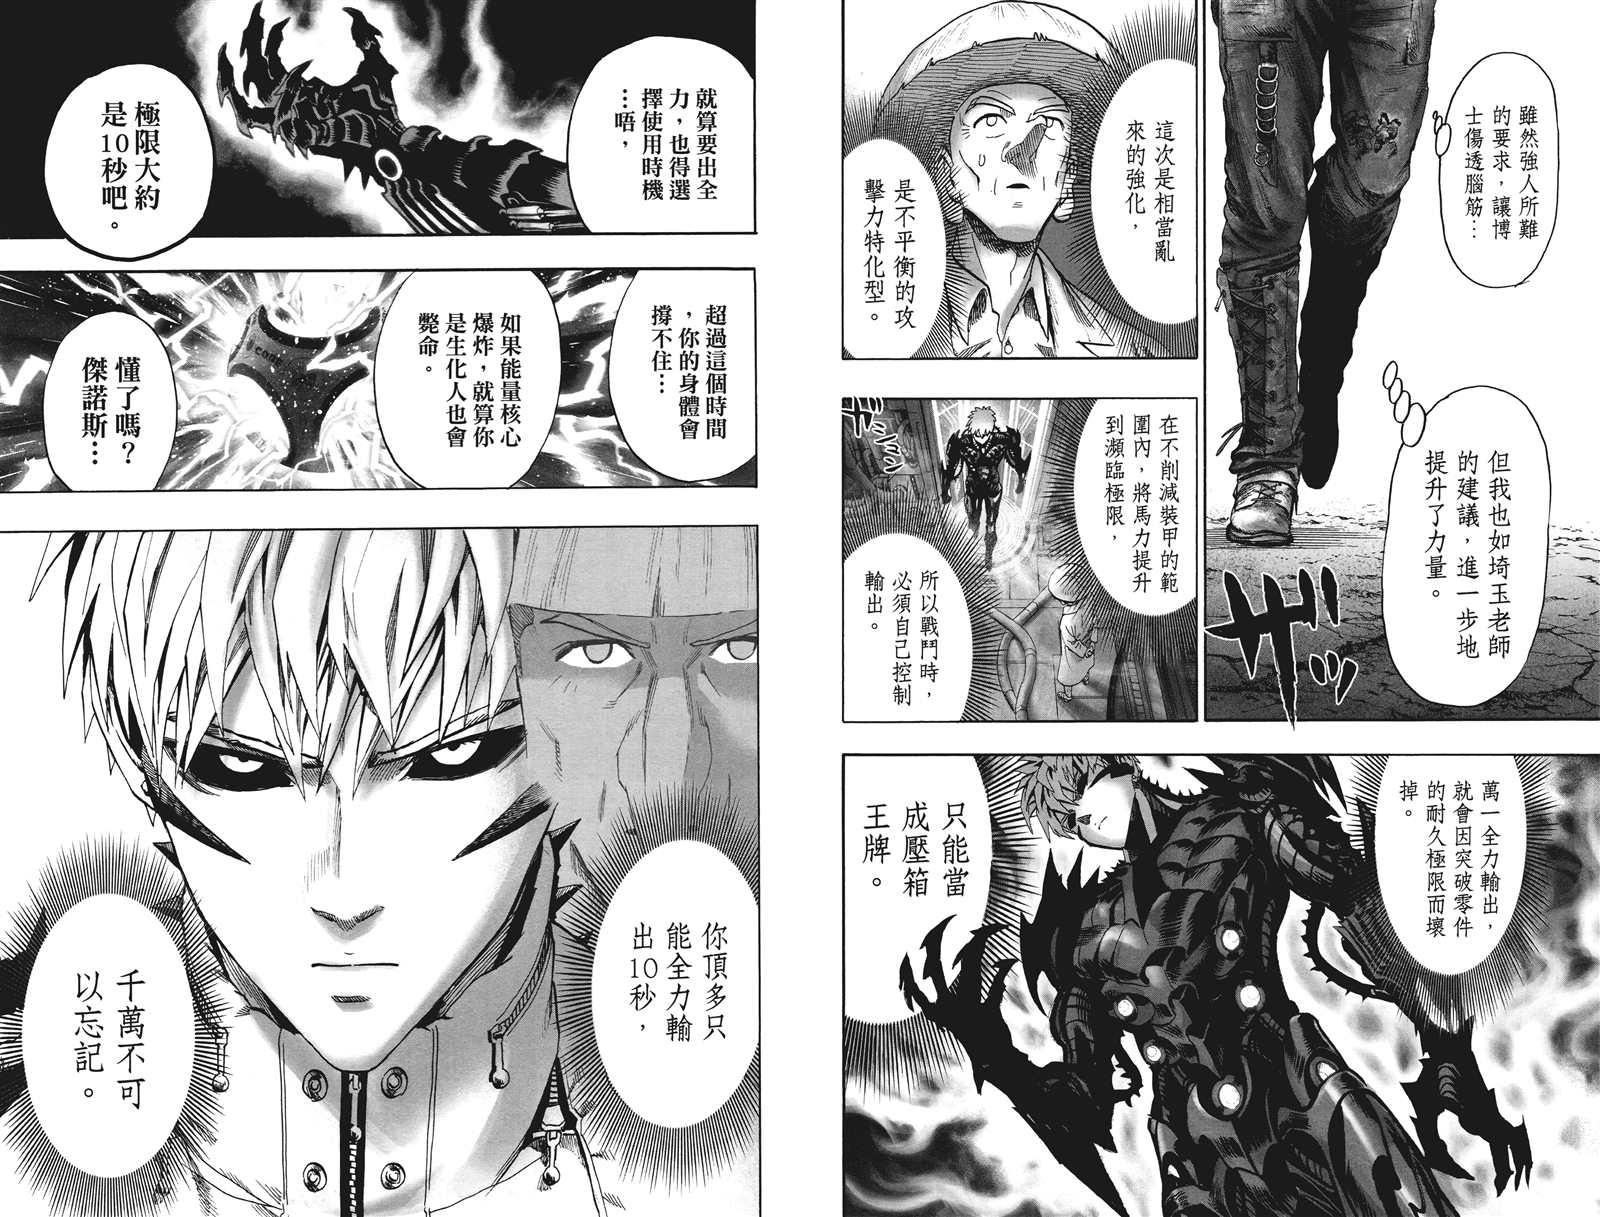 雖然強人所難
的要求，讓博
士傷透腦筋…
但我也如埼玉老師
的建議，進一步地
提升了力量。
ザッ
這次是相當亂
來的強化，
是不平衡的攻
擊力特化型。
在不削減裝甲的範
圍內，將馬力提升
到瀕臨極限，
ガシィン
所以戰鬥時，
必須自己控制
輸出。
萬一全力輸出，
就會因突破零件
的耐久極限而壞
掉。
只能當
成壓箱
王牌。
就算要出全
力，也得選
擇使用時機
…唔，
極限大約
是10秒吧。
超過這個時間
，你的身體會
撐不住…
如果能量核心
爆炸，就算你
是生化人也會
斃命。
懂了嗎？
傑諾斯…
你頂多只
能全力輸
出10秒，
千萬不可
以忘記。